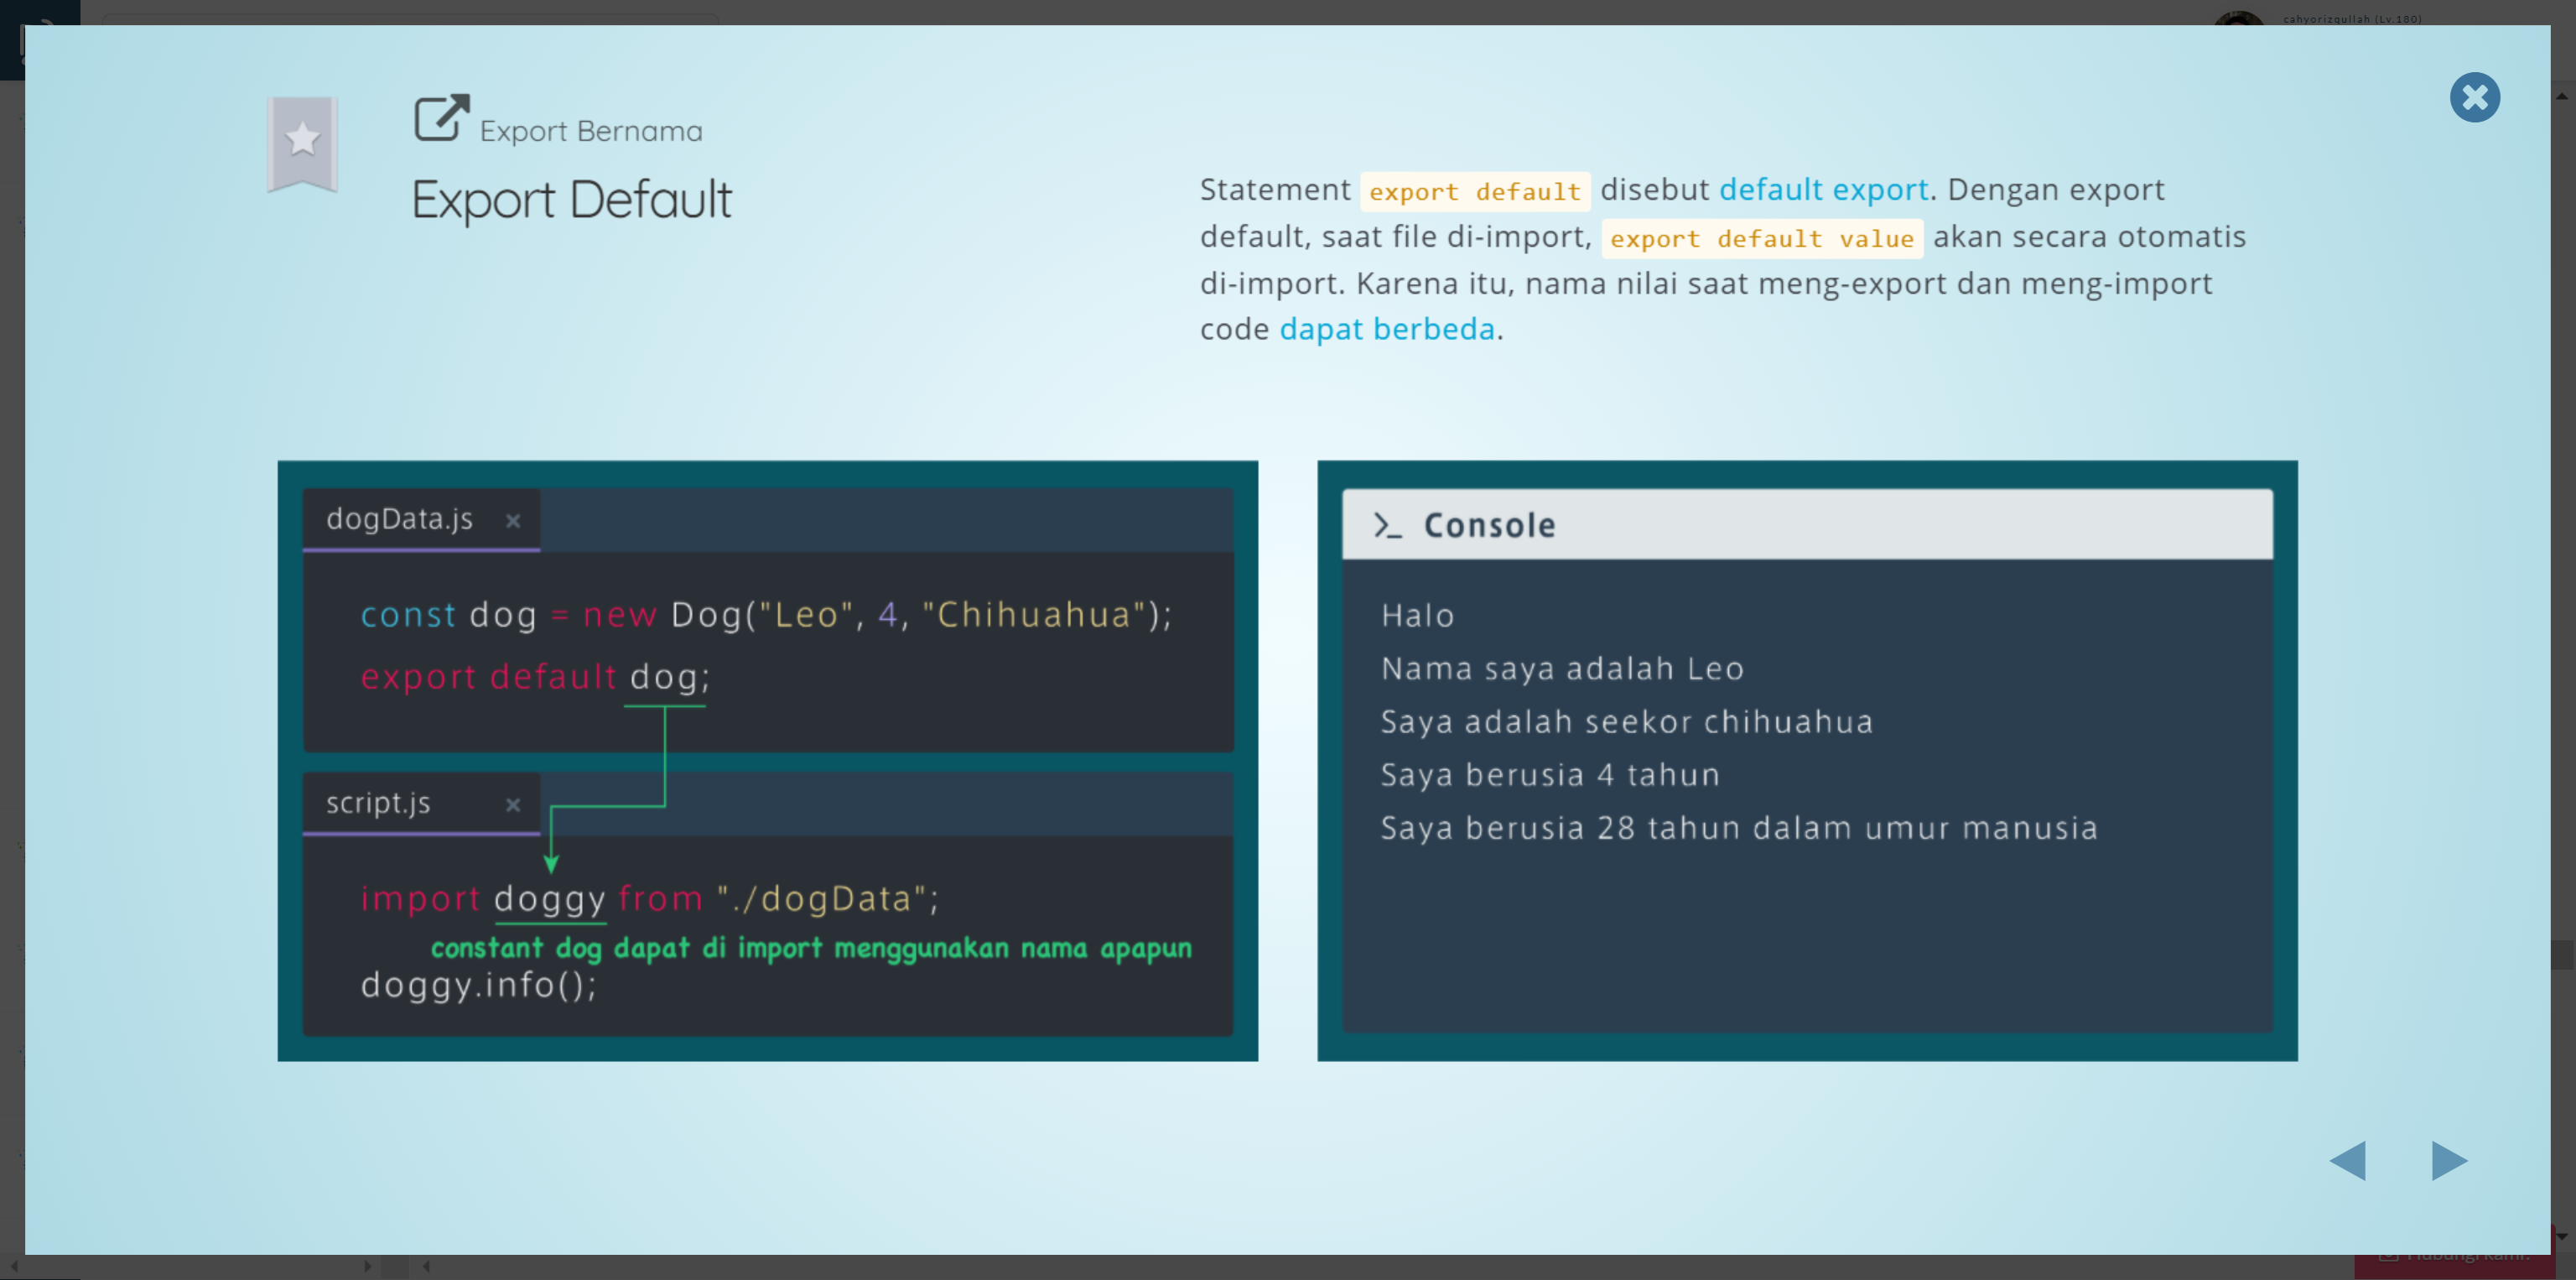 cahyorizqullah (Lv.180)
Export Bernama
Export Default
Statement export default disebut default export. Dengan export
default, saat file di-import, export default value akan secara otomatis
di-import. Karena itu, nama nilai saat meng-export dan meng-import
code dapat berbeda.
dogData.js
const dog = new Dog("Leo", 4, "Chihuahua");
export default dog;
script.js
import doggy from "./dogData";
constant dog dapat di import menggunakan nama apapun
doggy.info();
>_ Console
Halo
Nama saya adalah Leo
Saya adalah seekor chihuahua
Saya berusia 4 tahun
Saya berusia 28 tahun dalam umur manusia